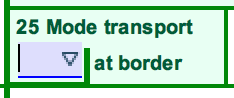 25 Mode transport
at border